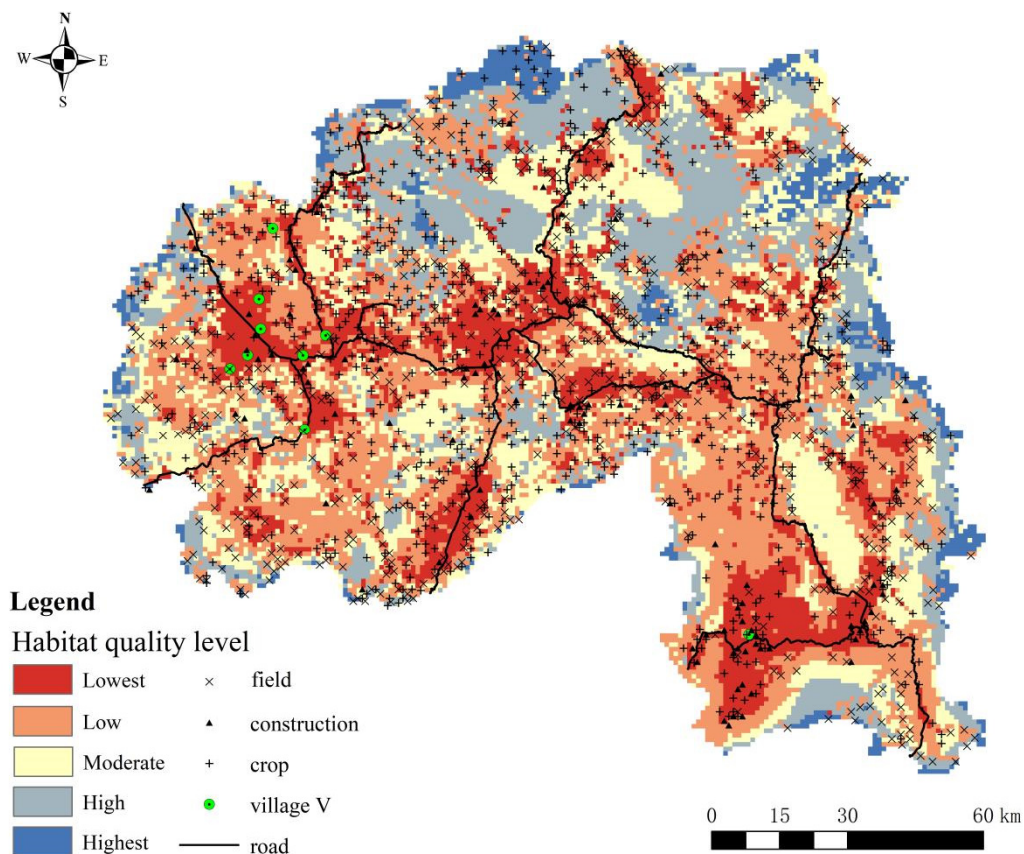 N
W E
S
Legend
Habitat quality level
Lowest field
Low construction
Moderate crop
High village V
Highest road
0 15 30 60 km